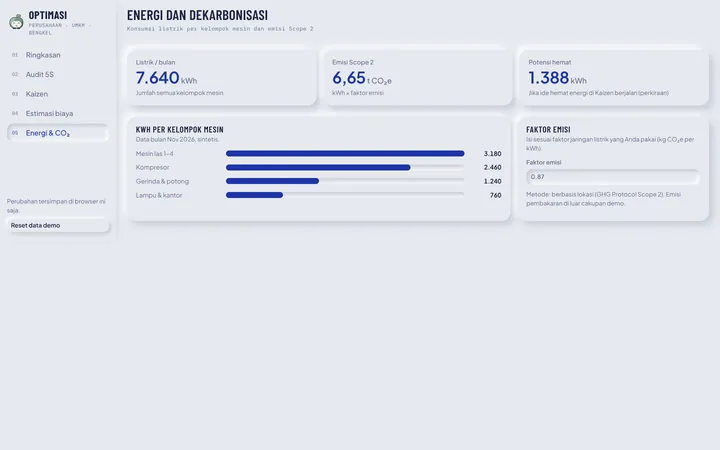 OPTIMASI
PERUSAHAAN · UMKM ·
BENGKEL
01 Ringkasan
02 Audit 5S
03 Kaizen
04 Estimasi biaya
05 Energi & CO₂
Perubahan tersimpan di browser ini
saja.
Reset data demo
ENERGI DAN DEKARBONISASI
Konsumsi listrik per kelompok mesin dan emisi Scope 2
Listrik / bulan
7.640 kWh
Jumlah semua kelompok mesin
Emisi Scope 2
6,65 t CO₂e
kWh × faktor emisi
Potensi hemat
1.388 kWh
Jika ide hemat energi di Kaizen berjalan (perkiraan)
KWH PER KELOMPOK MESIN
Data bulan Nov 2026, sintetis.
Mesin las 1–4 3.180
Kompresor 2.460
Gerinda & potong 1.240
Lampu & kantor 760
FAKTOR EMISI
Isi sesuai faktor jaringan listrik yang Anda pakai (kg CO₂e per
kWh).
Faktor emisi
0.87
Metode: berbasis lokasi (GHG Protocol Scope 2). Emisi
pembakaran di luar cakupan demo.